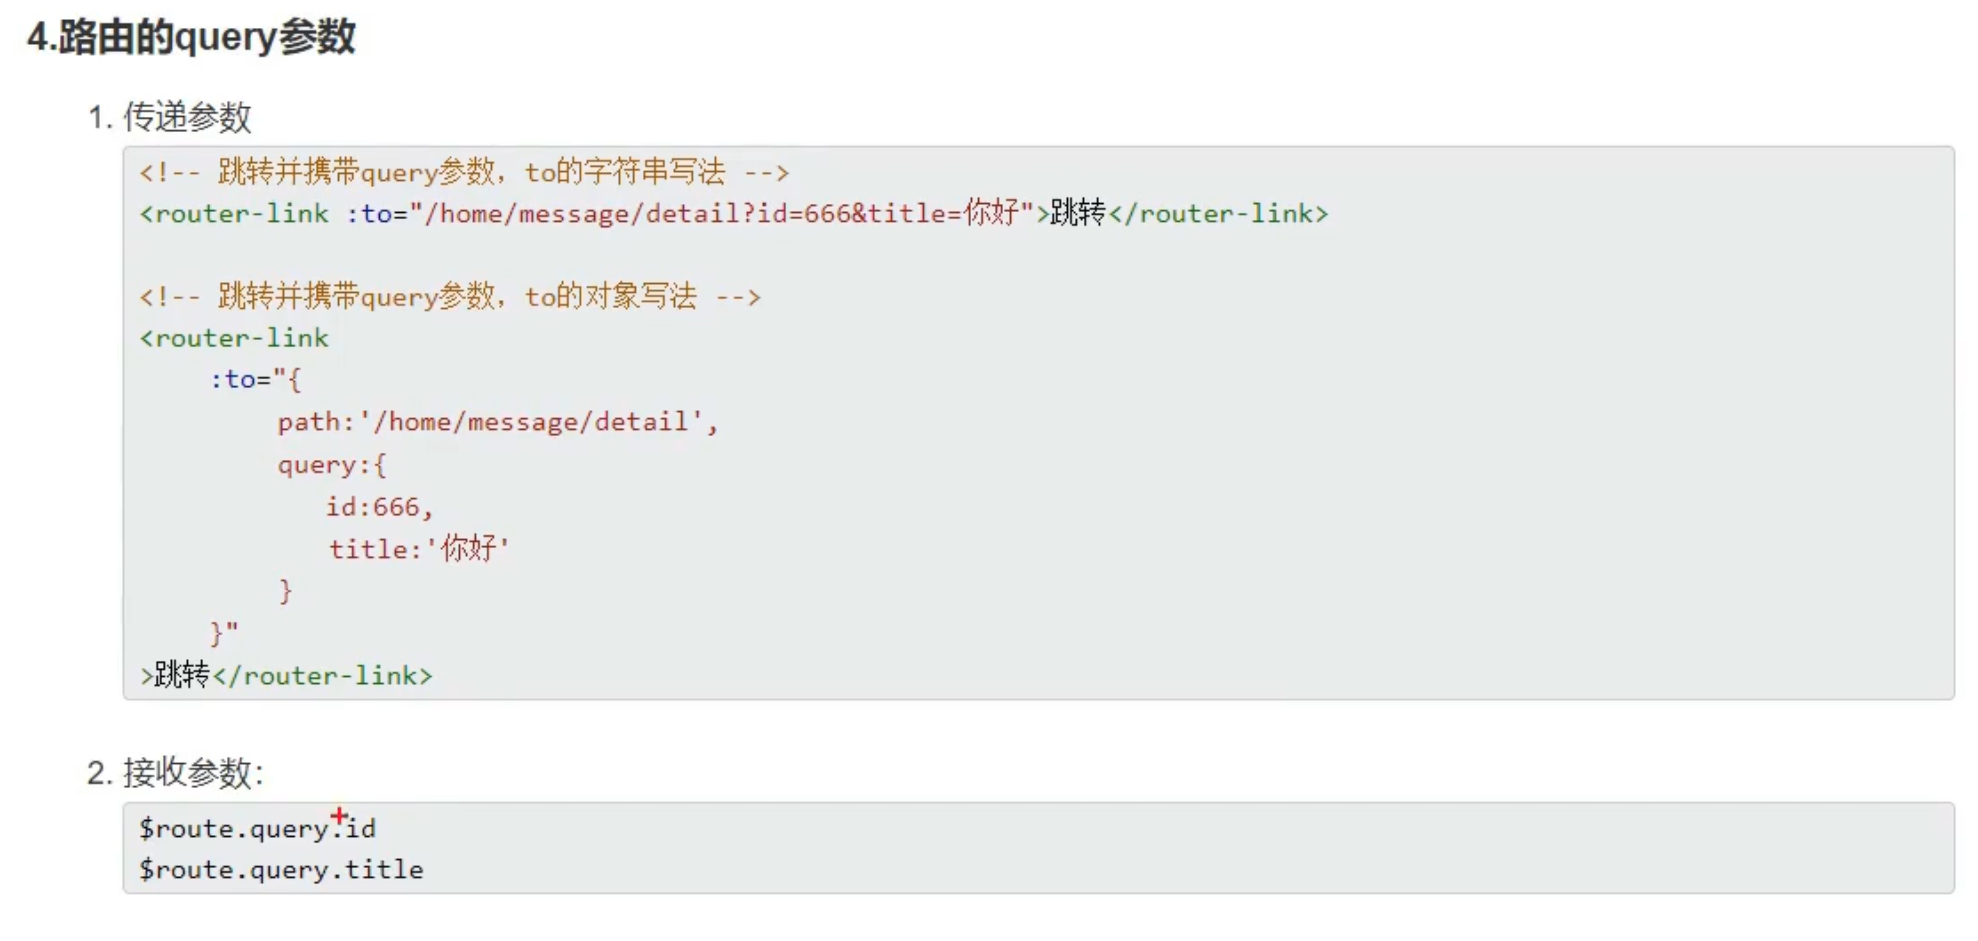 4.路由的query参数
1. 传递参数
<!-- 跳转并携带query参数，to的字符串写法 -->
<router-link :to="/home/message/detail?id=666&title=你好">跳转</router-link>
<!-- 跳转并携带query参数，to的对象写法 -->
<router-link
:to="{
path:'/home/message/detail',
query:{
id:666,
title:'你好'
}
}"
>跳转</router-link>
2. 接收参数：
$route.query.id
$route.query.title